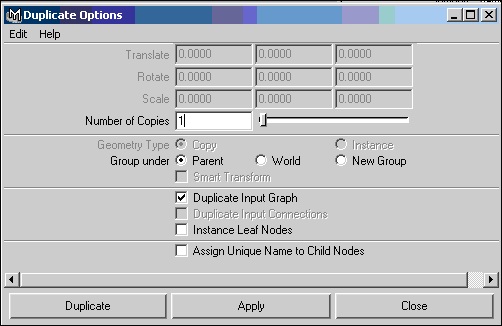 Duplicate Options
Edit Help
Translate 0.0000 0.0000 0.0000
Rotate 0.0000 0.0000 0.0000
Scale 0.0000 0.0000 0.0000
Number of Copies 1
Geometry Type Copy Instance
Group under Parent World New Group
Smart Transform
Duplicate Input Graph
Duplicate Input Connections
Instance Leaf Nodes
Assign Unique Name to Child Nodes
Duplicate Apply Close